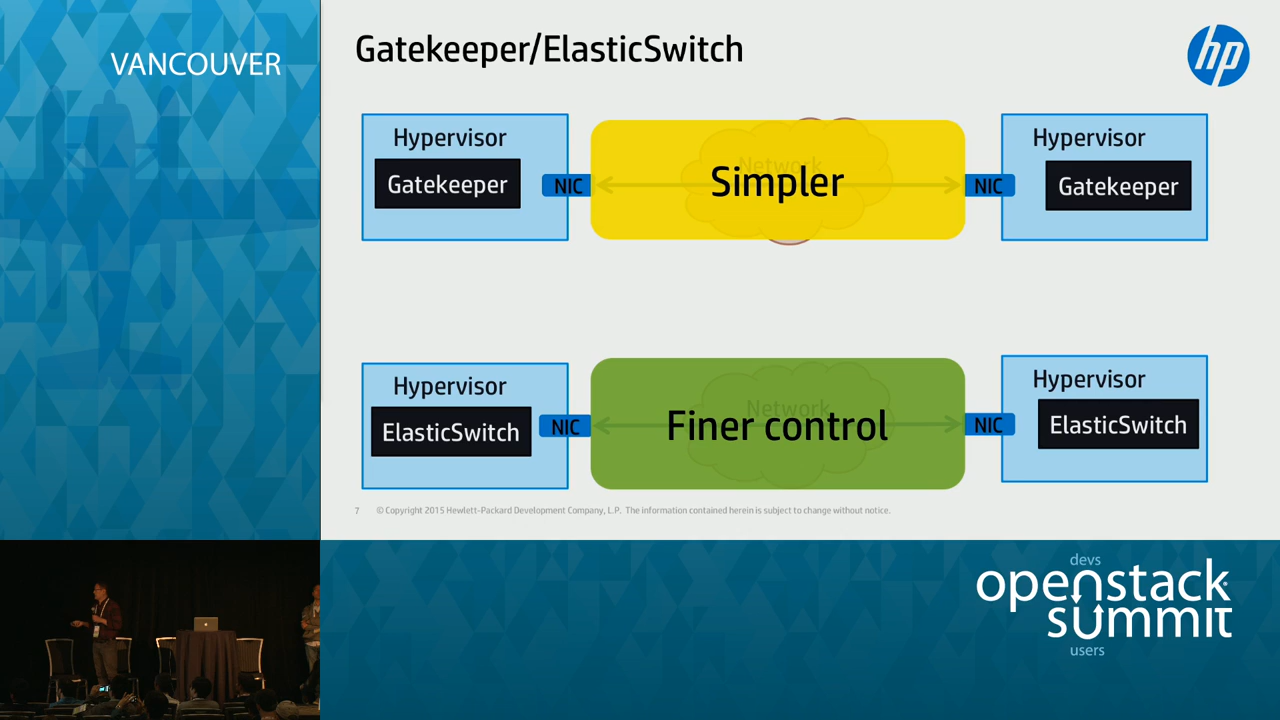 VANCOUVER
Gatekeeper/ElasticSwitch
hp
Hypervisor
Gatekeeper
NIC
Network
Simpler
NIC
Hypervisor
Gatekeeper
Hypervisor
ElasticSwitch
NIC
Network
Finer control
NIC
Hypervisor
ElasticSwitch
7 © Copyright 2015 Hewlett-Packard Development Company, L.P. The information contained herein is subject to change without notice.
devs
openstack
summit
users